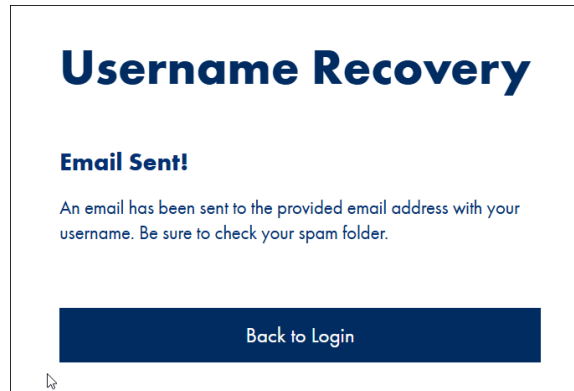 Username Recovery
Email Sent!
An email has been sent to the provided email address with your
username. Be sure to check your spam folder.
Back to Login